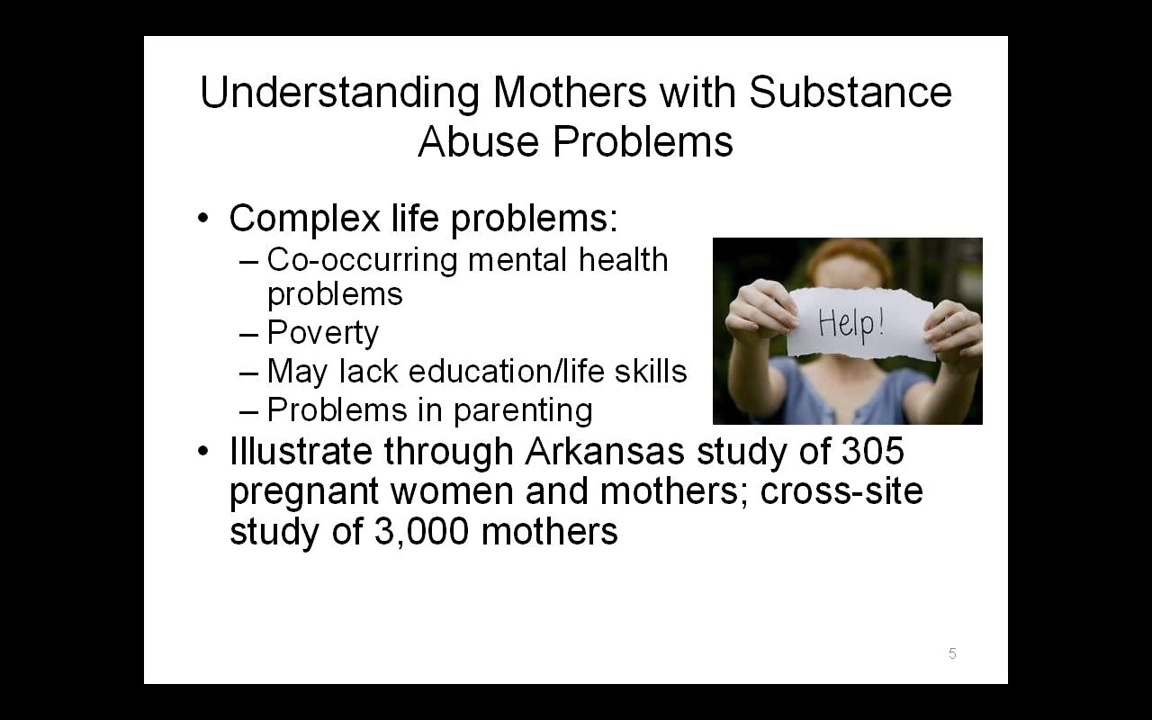 Understanding Mothers with Substance
Abuse Problems
• Complex life problems:
– Co-occurring mental health
problems
– Poverty
– May lack education/life skills
– Problems in parenting
Help!
• Illustrate through Arkansas study of 305
pregnant women and mothers; cross-site
study of 3,000 mothers
5